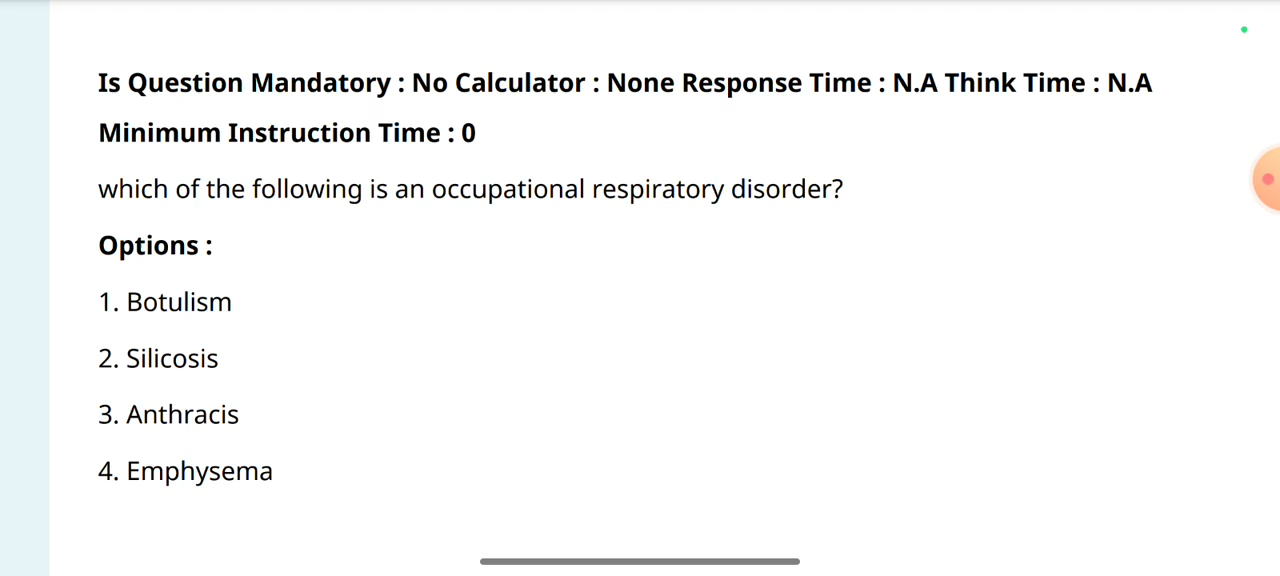 Is Question Mandatory : No Calculator : None Response Time : N.A Think Time : N.A
Minimum Instruction Time : 0
which of the following is an occupational respiratory disorder?
Options :
1. Botulism
2. Silicosis
3. Anthracis
4. Emphysema